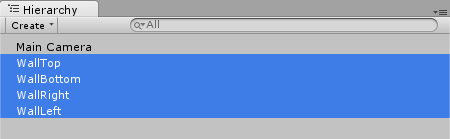 Hierarchy
Create All
Main Camera
WallTop
WallBottom
WallRight
WallLeft